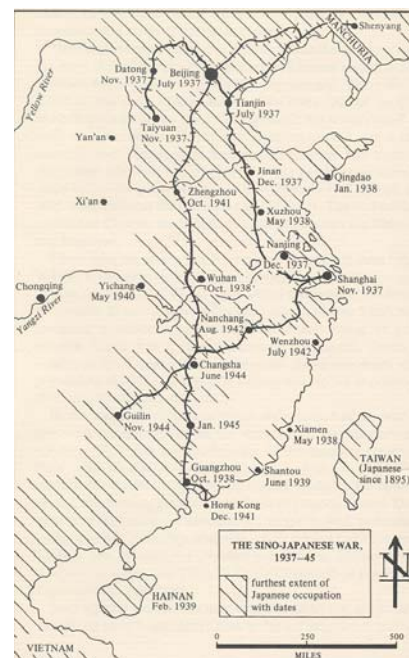 Shenyang
MANCHURIA
Datong
Nov. 1937
Beijing
July 1937
Tianjin
July 1937
Yellow River
Taiyuan
Nov. 1937
Yan'an
Jinan
Dec. 1937
Qingdao
Jan. 1938
Zhengzhou
Oct. 1941
Xi'an
Xuzhou
May 1938
Nanjing
Dec. 1937
Chongqing
Yichang
May 1940
Wuhan
Oct. 1938
Shanghai
Nov. 1937
Yangzi River
Nanchang
Aug. 1942
Wenzhou
July 1942
Changsha
June 1944
Guilin
Nov. 1944
Jan. 1945
Xiamen
May 1938
TAIWAN
(Japanese
since 1895)
Guangzhou
Oct. 1938
Shantou
June 1939
Hong Kong
Dec. 1941
THE SINO-JAPANESE WAR,
1937—45
furthest extent of
Japanese occupation
with dates
N
HAINAN
Feb. 1939
VIETNAM
0 250 500
MILES